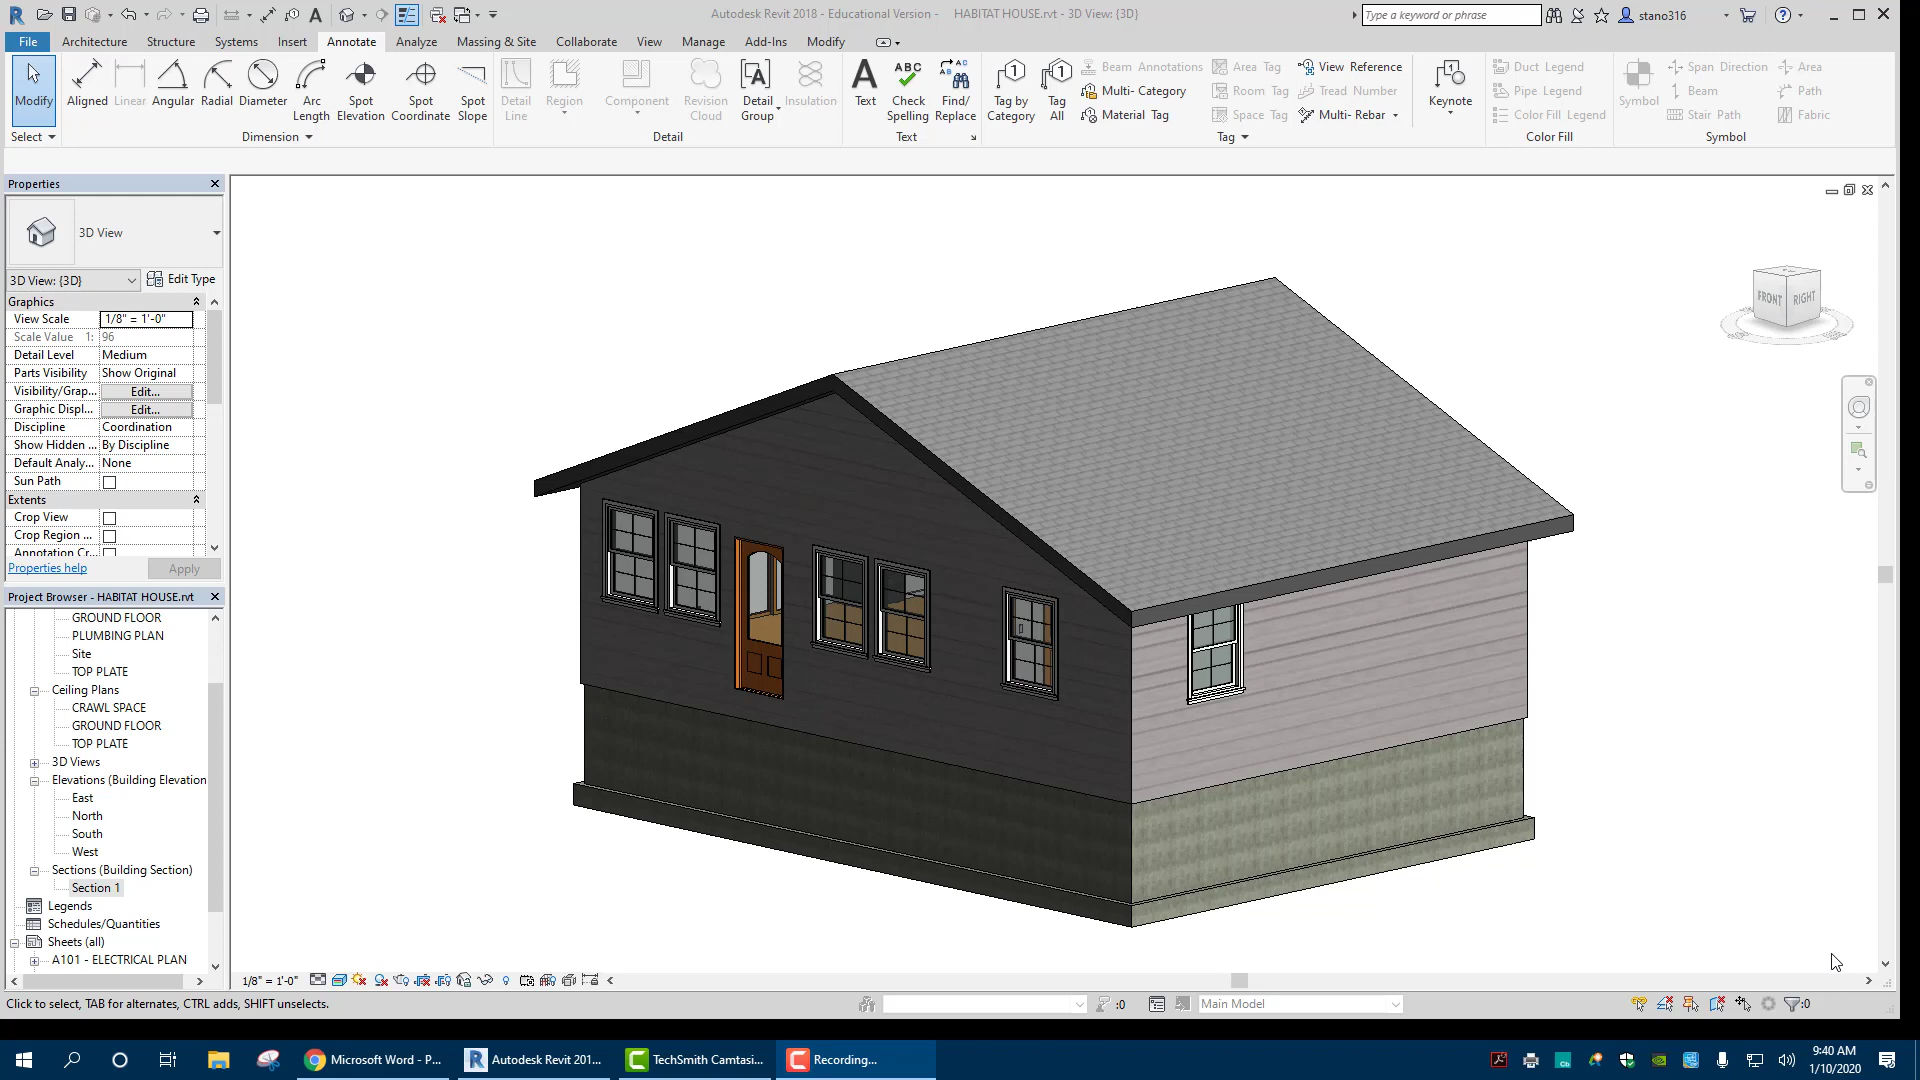 Autodesk Revit 2018 - Educational Version -    HABITAT HOUSE.rvt - 3D View: {3D}
Type a keyword or phrase
stano316
File Architecture Structure Systems Insert Annotate Analyze Massing & Site Collaborate View Manage Add-Ins Modify
Modify
Aligned Linear Angular Radial Diameter Arc Length Spot Elevation Spot Coordinate Spot Slope
Detail Line Region Component Revision Cloud Detail Group Insulation
A Text ABC Check Spelling Find/ Replace
Tag by Category Tag All
Beam Annotations Area Tag View Reference
Multi- Category Room Tag Tread Number
Material Tag Space Tag Multi- Rebar
Keynote
Duct Legend
Pipe Legend
Color Fill Legend
Symbol Span Direction Area
Beam Path
Stair Path Fabric
Select Dimension Detail Text Tag Color Fill Symbol
Properties
3D View
3D View: {3D} Edit Type
Graphics
View Scale 1/8" = 1'-0"
Scale Value 1: 96
Detail Level Medium
Parts Visibility Show Original
Visibility/Grap... Edit...
Graphic Displ... Edit...
Discipline Coordination
Show Hidden ... By Discipline
Default Analy... None
Sun Path
Extents
Crop View
Crop Region ...
Annotation Cr...
Properties help Apply
Project Browser - HABITAT HOUSE.rvt
GROUND FLOOR
PLUMBING PLAN
Site
TOP PLATE
Ceiling Plans
CRAWL SPACE
GROUND FLOOR
TOP PLATE
3D Views
Elevations (Building Elevation
East
North
South
West
Sections (Building Section)
Section 1
Legends
Schedules/Quantities
Sheets (all)
A101 - ELECTRICAL PLAN
FRONT RIGHT
1/8" = 1'-0"
Click to select, TAB for alternates, CTRL adds, SHIFT unselects.
:0
Main Model
:0
Microsoft Word - P...
Autodesk Revit 201...
TechSmith Camtasi...
Recording...
9:40 AM
1/10/2020